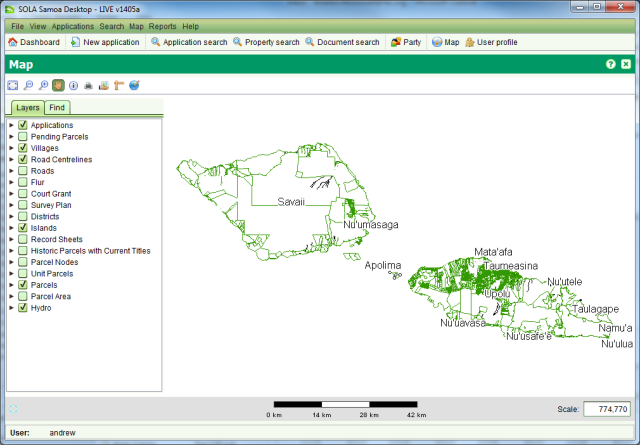 SOLA Samoa Desktop - LIVE v1405a
File View Applications Search Map Reports Help
Dashboard New application Application search Property search Document search Party Map User profile
Map
Layers Find
Applications
Pending Parcels
Villages
Road Centrelines
Roads
Flur
Court Grant
Survey Plan
Districts
Islands
Record Sheets
Historic Parcels with Current Titles
Parcel Nodes
Unit Parcels
Parcels
Parcel Area
Hydro
Savaii
Nu'umasaga
Apolima
Mata'afa
Taumeasina
Upolu
Nu'utele
Taulagape
Nu'uavasa
Nu'usafe'e
Namu'a
Nu'ulua
0 km 14 km 28 km 42 km
Scale: 774,770
User: andrew